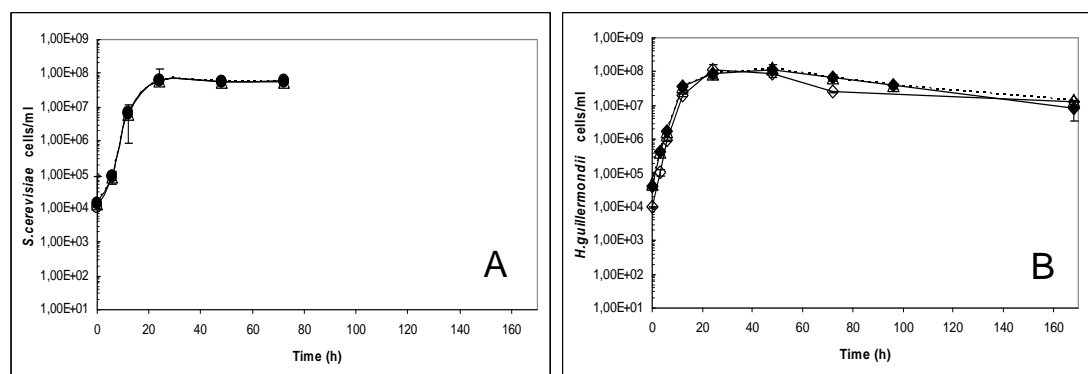 S.cerevisiae cells/ml
1,00E+09
1,00E+08
1,00E+07
1,00E+06
1,00E+05
1,00E+04
1,00E+03
1,00E+02
1,00E+01
0 20 40 60 80 100 120 140 160
Time (h)
A
H.guillermondii cells/ml
1,00E+09
1,00E+08
1,00E+07
1,00E+06
1,00E+05
1,00E+04
1,00E+03
1,00E+02
1,00E+01
0 20 40 60 80 100 120 140 160
Time (h)
B